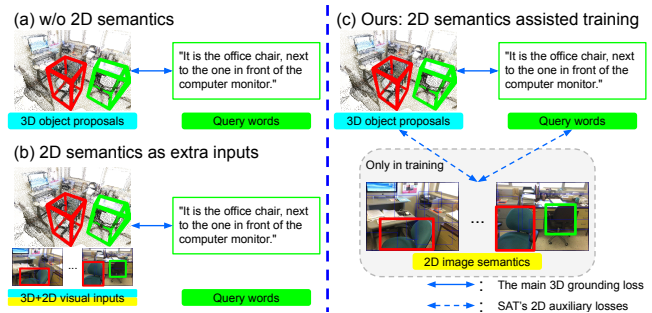 (a) w/o 2D semantics
"It is the office chair, next
to the one in front of the
computer monitor."
3D object proposals
Query words
(b) 2D semantics as extra inputs
"It is the office chair, next
to the one in front of the
computer monitor."
...
3D+2D visual inputs
Query words
(c) Ours: 2D semantics assisted training
"It is the office chair, next
to the one in front of the
computer monitor."
3D object proposals
Query words
Only in training
...
2D image semantics
: The main 3D grounding loss
: SAT's 2D auxiliary losses